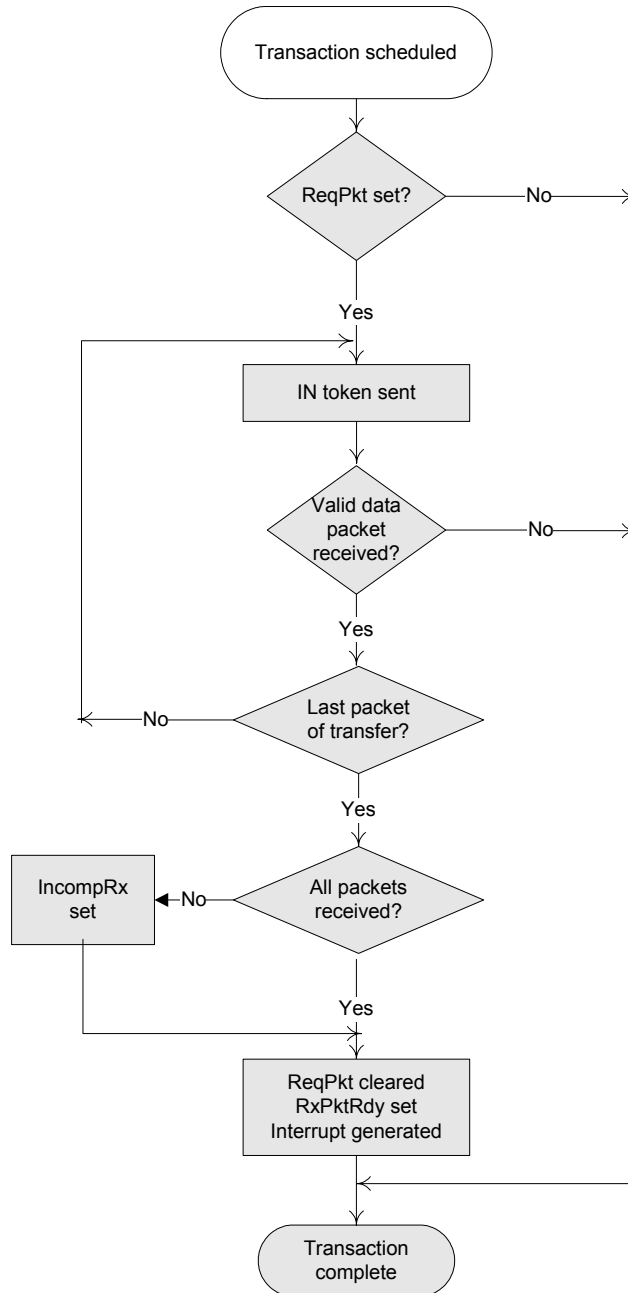 Transaction scheduled
ReqPkt set?
No
Yes
IN token sent
Valid data
packet
received?
No
Yes
Last packet
of transfer?
No
Yes
IncompRx
set
No
All packets
received?
Yes
ReqPkt cleared
RxPktRdy set
Interrupt generated
Transaction
complete